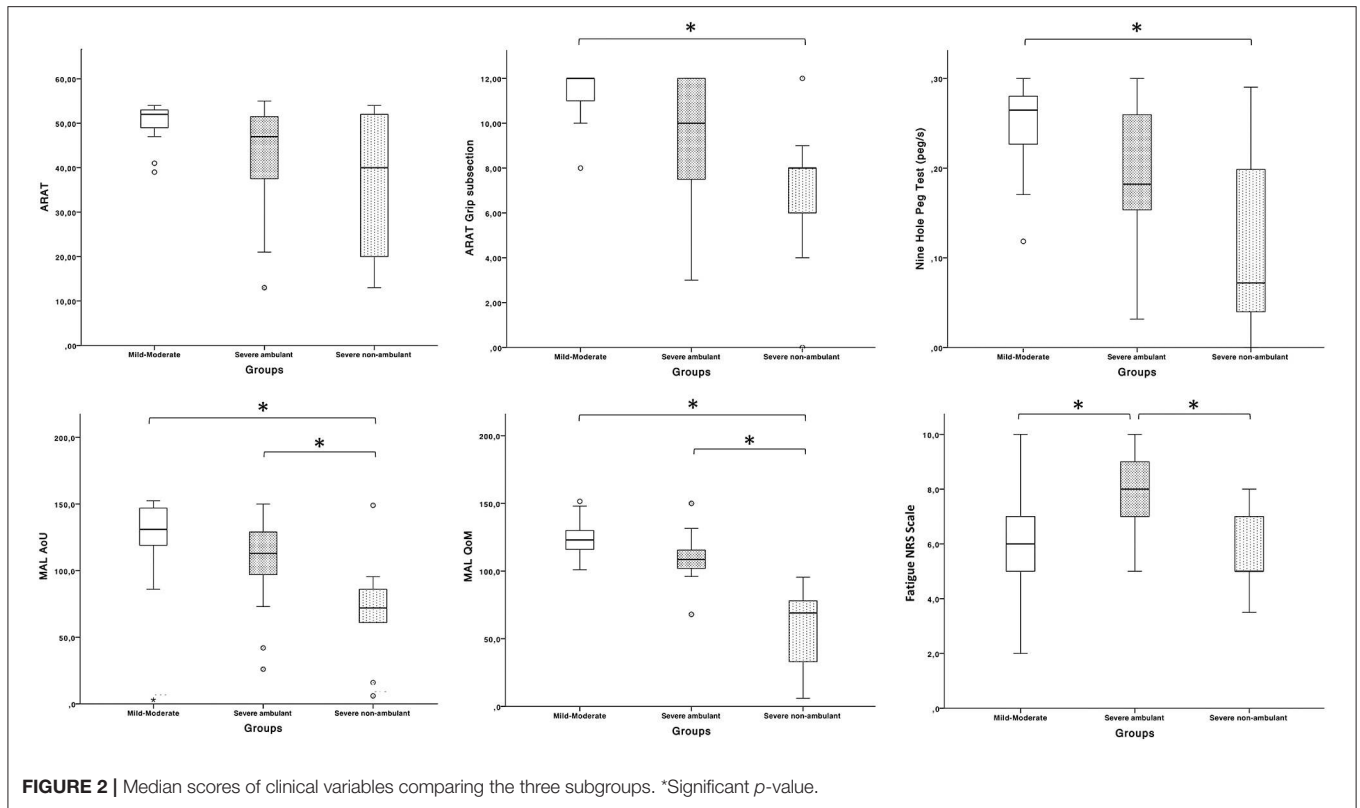 *
60,00
50,00
40,00
30,00
20,00
10,00
,00
ARAT
Mild-Moderate Severe ambulant Severe non-ambulant
Groups
*
12,00
10,00
8,00
6,00
4,00
2,00
,00
ARAT Grip subsection
Mild-Moderate Severe ambulant Severe non-ambulant
Groups
*
,30
,20
,10
,00
Nine Hole Peg Test (peg/s)
Mild-Moderate Severe ambulant Severe non-ambulant
Groups
*
*
200,0
150,0
100,0
50,0
,0
MAL AoU
*
Mild-Moderate Severe ambulant Severe non-ambulant
Groups
*
*
200,0
150,0
100,0
50,0
,0
MAL QoM
Mild-Moderate Severe ambulant Severe non-ambulant
Groups
* *
10,0
8,0
6,0
4,0
2,0
,0
Fatigue NRS Scale
Mild-Moderate Severe ambulant Severe non-ambulant
Groups
FIGURE 2 | Median scores of clinical variables comparing the three subgroups. *Significant p-value.